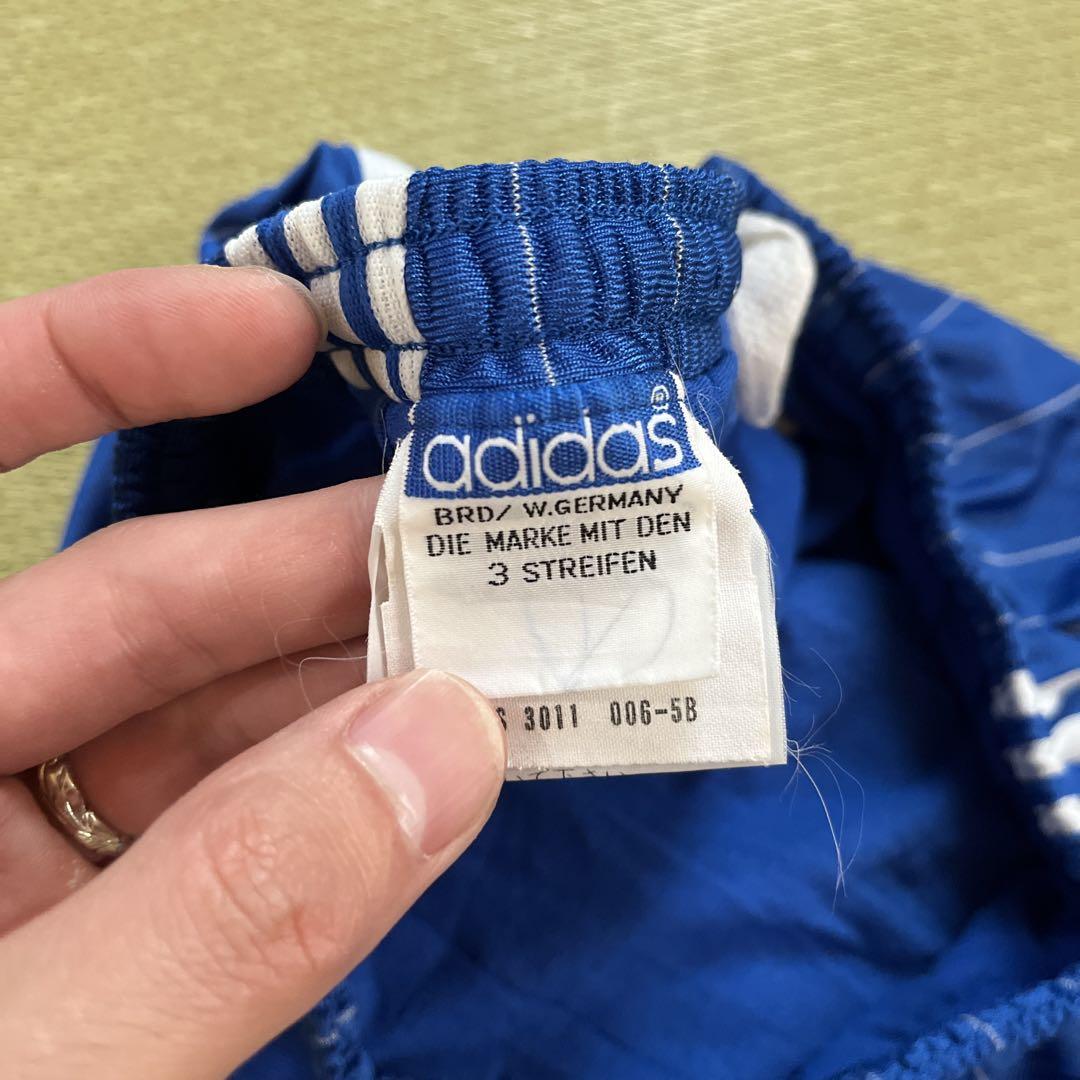 adidas®
BRD/ W.GERMANY
DIE MARKE MIT DEN
3 STREIFEN
3011 006-5B